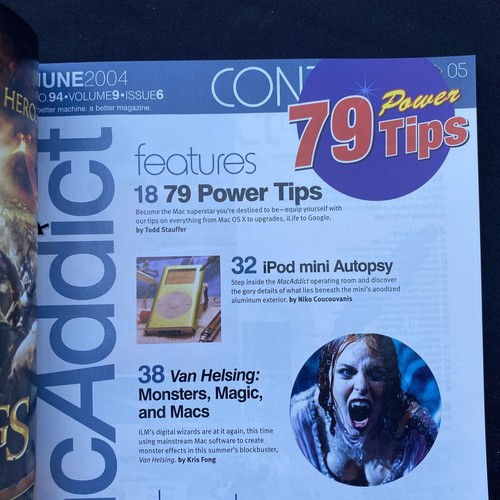 HERO
JUNE2004
O.94•VOLUME9•ISSUE6
better machine. a better magazine.
CON
05
79 Power
Tips
cAddict
features
18 79 Power Tips
Become the Mac superstar you're destined to be—equip yourself with
our tips on everything from Mac OS X to upgrades, iLife to Google.
by Todd Stauffer
32 iPod mini Autopsy
Step inside the MacAddict operating room and discover
the gory details of what lies beneath the mini's anodized
aluminum exterior. by Niko Coucouvanis
38 Van Helsing:
Monsters, Magic,
and Macs
ILM's digital wizards are at it again, this time
using mainstream Mac software to create
monster effects in this summer's blockbuster,
Van Helsing. by Kris Fong
GS